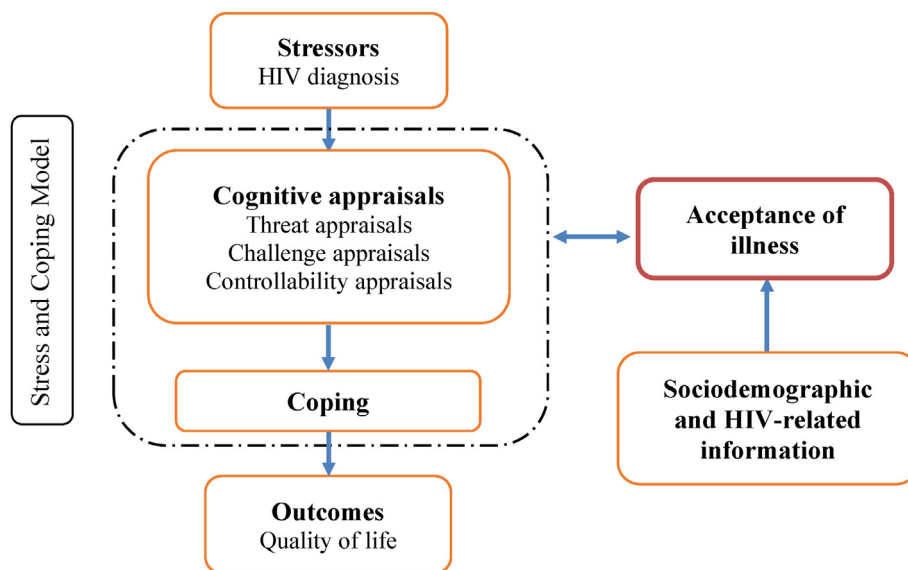 Stressors
HIV diagnosis
Stress and Coping Model
Cognitive appraisals
Threat appraisals
Challenge appraisals
Controllability appraisals
Coping
Outcomes
Quality of life
Acceptance of
illness
Sociodemographic
and HIV-related
information